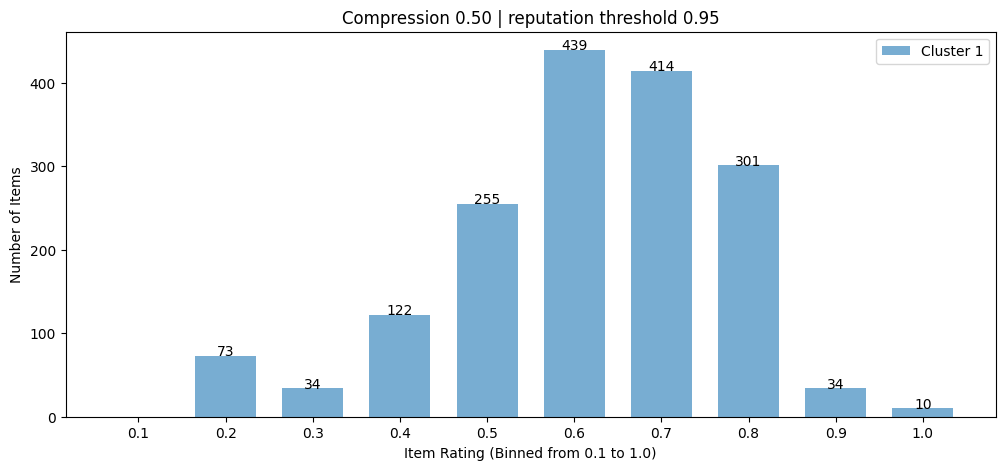 Compression 0.50 | reputation threshold 0.95
Cluster 1
Number of Items
400
300
200
100
0
73
34
122
255
439
414
301
34
10
0.1 0.2 0.3 0.4 0.5 0.6 0.7 0.8 0.9 1.0
Item Rating (Binned from 0.1 to 1.0)